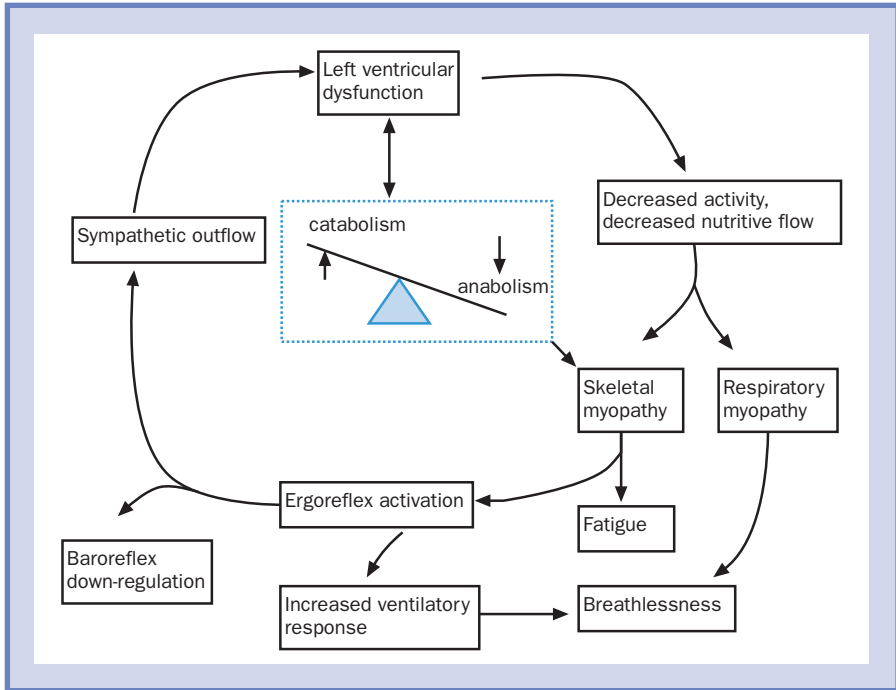 Left ventricular
dysfunction
Decreased activity,
decreased nutritive flow
Sympathetic outflow
catabolism
anabolism
Skeletal
myopathy
Respiratory
myopathy
Ergoreflex activation
Fatigue
Baroreflex
down-regulation
Increased ventilatory
response
Breathlessness